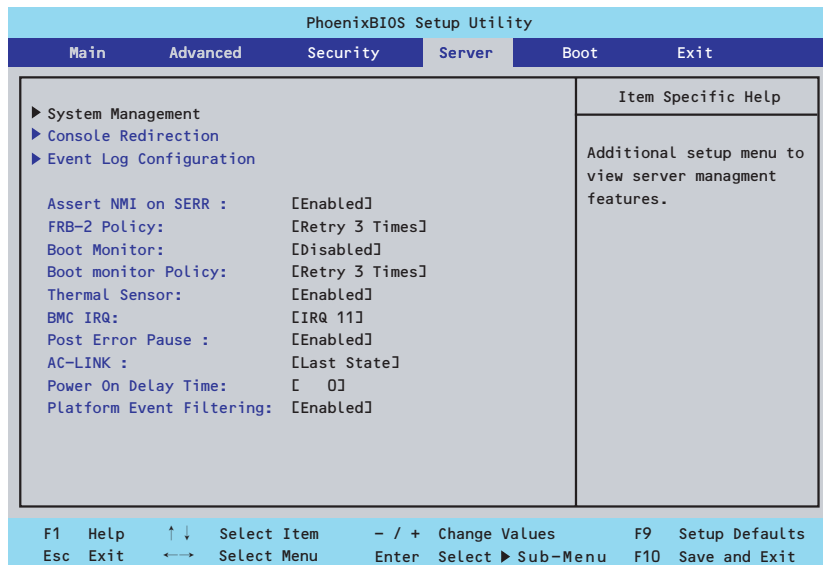 PhoenixBIOS Setup Utility
Main Advanced Security Server Boot Exit
Item Specific Help
▶ System Management
▶ Console Redirection
▶ Event Log Configuration
Additional setup menu to
view server managment
features.
Assert NMI on SERR : [Enabled]
FRB-2 Policy: [Retry 3 Times]
Boot Monitor: [Disabled]
Boot monitor Policy: [Retry 3 Times]
Thermal Sensor: [Enabled]
BMC IRQ: [IRQ 11]
Post Error Pause : [Enabled]
AC-LINK : [Last State]
Power On Delay Time: [ 0]
Platform Event Filtering: [Enabled]
F1 Help ↑↓ Select Item - / + Change Values F9 Setup Defaults
Esc Exit ←→ Select Menu Enter Select ▶ Sub-Menu F10 Save and Exit